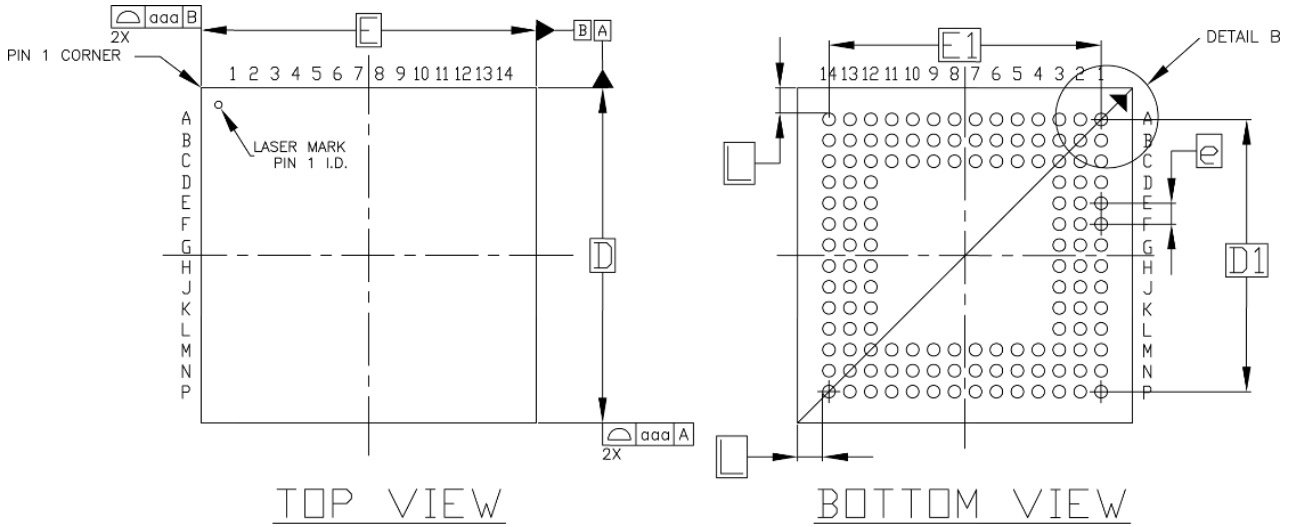 aaa B
2X
E
B A
PIN 1 CORNER
1 2 3 4 5 6 7 8 9 10 11 12 13 14
LASER MARK
PIN 1 I.D.
A
B
C
D
E
F
G
H
J
K
L
M
N
P
D
aaa A
2X
TOP VIEW
E1
DETAIL B
14 13 12 11 10 9 8 7 6 5 4 3 2 1
L
A
B
C
D
E
F
G
H
J
K
L
M
N
P
e
D1
L
BOTTOM VIEW